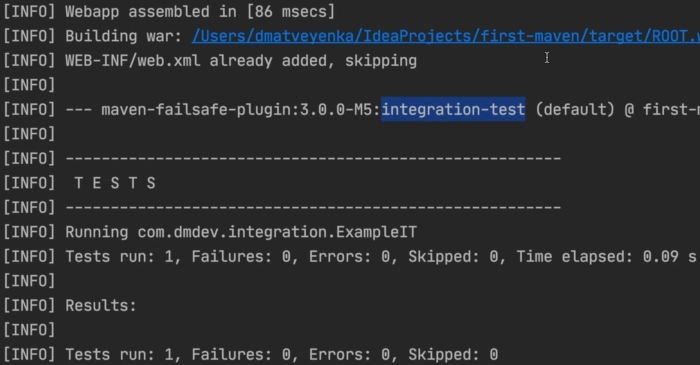 [INFO] Webapp assembled in [86 msecs]
[INFO] Building war: /Users/dmatveyenka/IdeaProjects/first-maven/target/ROOT.
[INFO] WEB-INF/web.xml already added, skipping
[INFO]
[INFO] --- maven-failsafe-plugin:3.0.0-M5:integration-test (default) @ first-
[INFO]
[INFO] -------------------------------------------------------
[INFO]  T E S T S
[INFO] -------------------------------------------------------
[INFO] Running com.dmdev.integration.ExampleIT
[INFO] Tests run: 1, Failures: 0, Errors: 0, Skipped: 0, Time elapsed: 0.09 s
[INFO]
[INFO] Results:
[INFO]
[INFO] Tests run: 1, Failures: 0, Errors: 0, Skipped: 0